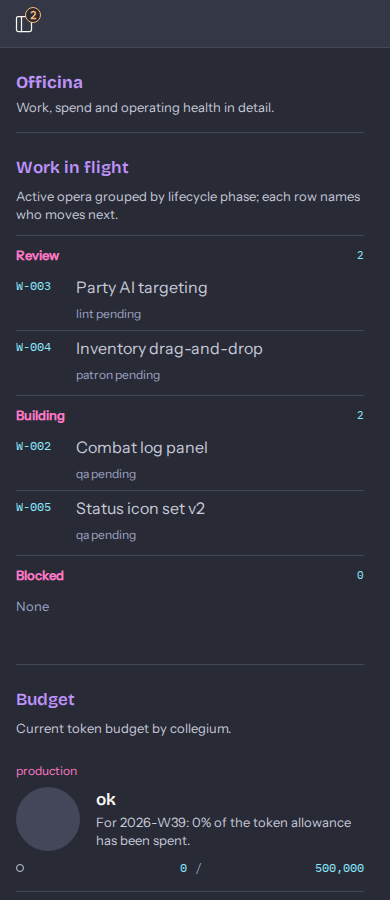 2
Officina
Work, spend and operating health in detail.
Work in flight
Active opera grouped by lifecycle phase; each row names
who moves next.
Review 2
W-003 Party AI targeting
lint pending
W-004 Inventory drag-and-drop
patron pending
Building 2
W-002 Combat log panel
qa pending
W-005 Status icon set v2
qa pending
Blocked 0
None
Budget
Current token budget by collegium.
production
ok
For 2026-W39: 0% of the token allowance
has been spent.
0 / 500,000